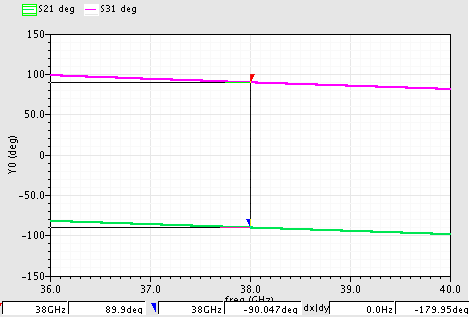 S21 deg S31 deg
150
100
50.0
0
-50.0
-100
-150
Y0 (deg)
36.0 37.0 38.0 39.0 40.0
freq (GHz)
38GHz 89.9deg 38GHz -90.047deg dx|dy 0.0Hz -179.95deg